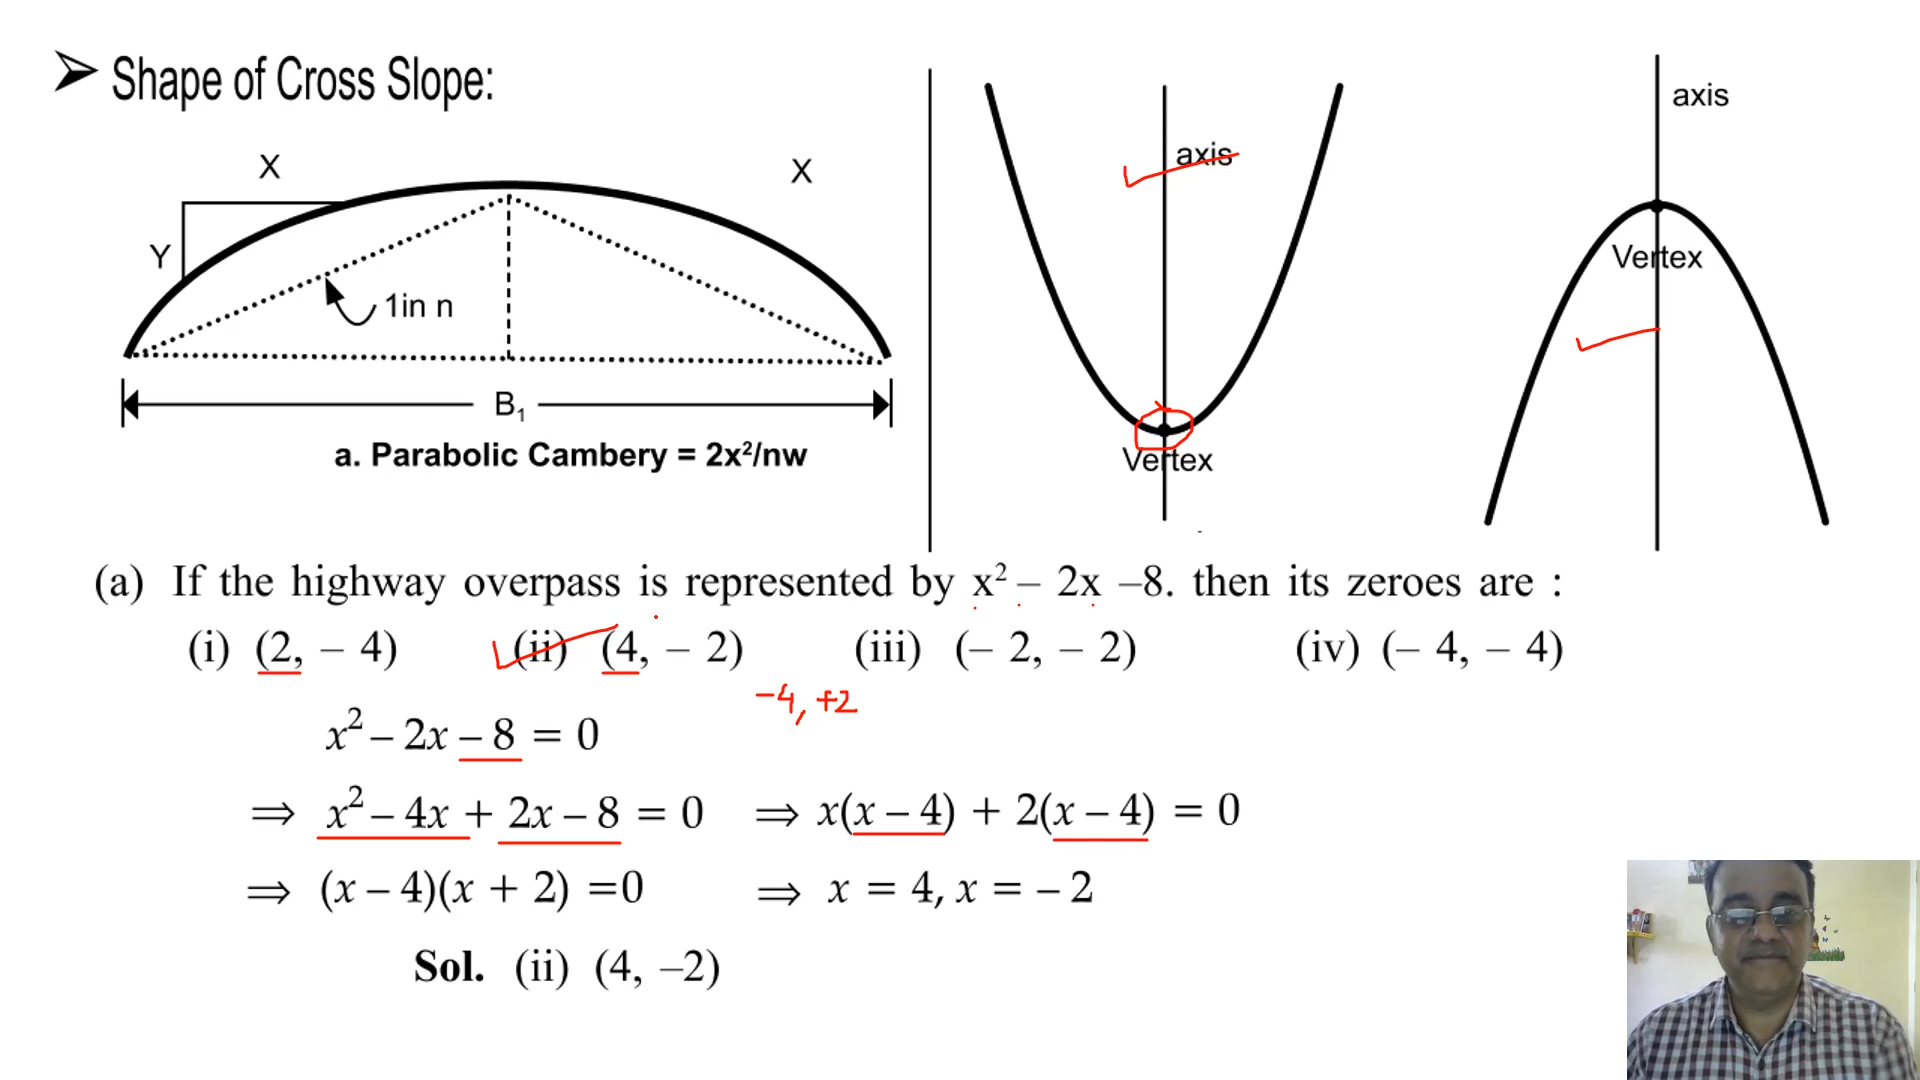 ➢ Shape of Cross Slope:
X
X
Y
1in n
B₁
a. Parabolic Cambery = 2x²/nw
axis
Vertex
axis
Vertex
(a) If the highway overpass is represented by x² – 2x –8. then its zeroes are :
(i) (2, – 4) (ii) (4, – 2) (iii) (– 2, – 2) (iv) (– 4, – 4)
-4, +2
x² – 2x – 8 = 0
⇒ x² – 4x + 2x – 8 = 0 ⇒ x(x – 4) + 2(x – 4) = 0
⇒ (x – 4)(x + 2) =0 ⇒ x = 4, x = – 2
Sol. (ii) (4, –2)